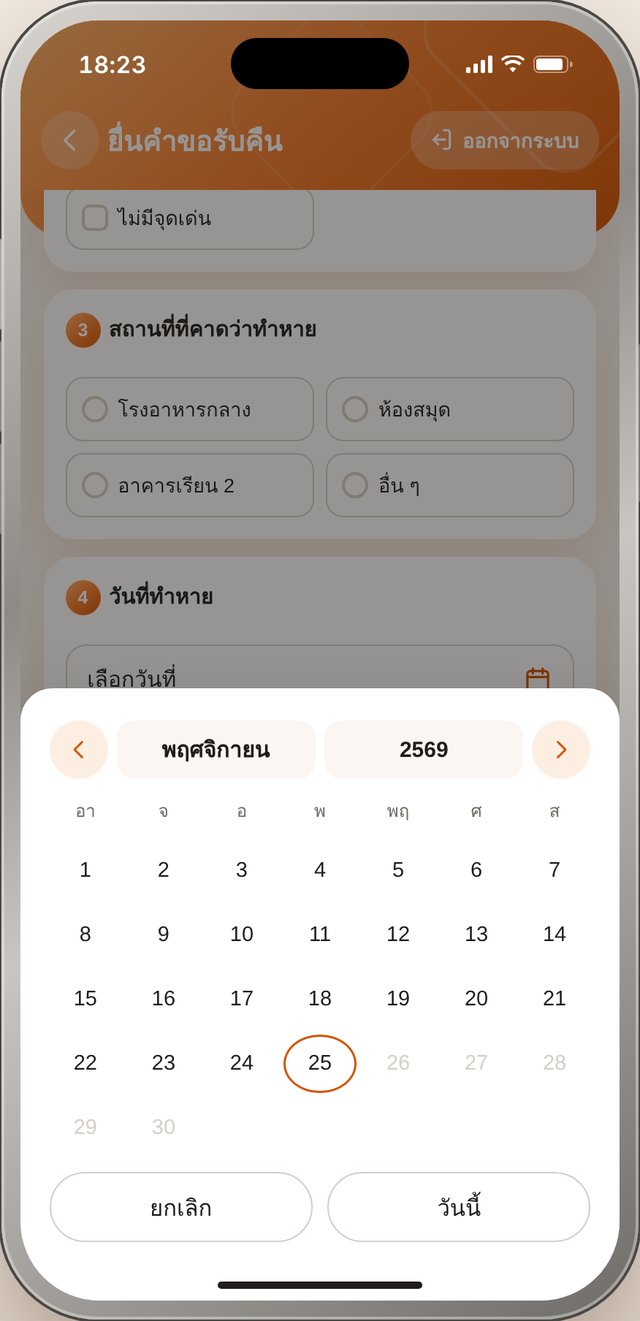 18:23
ยื่นคำขอรับคืน
ออกจากระบบ
ไม่มีจุดเด่น
3 สถานที่ที่คาดว่าทำหาย
โรงอาหารกลาง ห้องสมุด
อาคารเรียน 2 อื่น ๆ
4 วันที่ทำหาย
เลือกวันที่
พฤศจิกายน 2569
อา จ อ พ พฤ ศ ส
1 2 3 4 5 6 7
8 9 10 11 12 13 14
15 16 17 18 19 20 21
22 23 24 25 26 27 28
29 30
ยกเลิก วันนี้